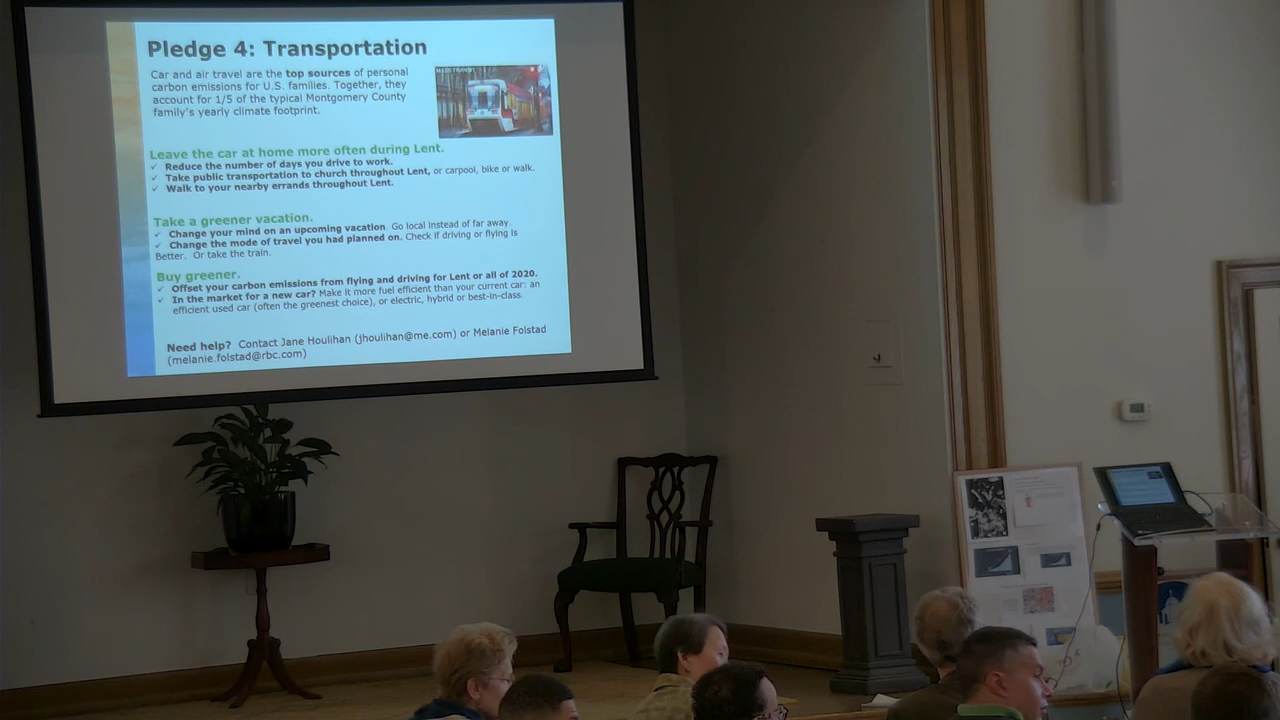 Pledge 4: Transportation
Car and air travel are the top sources of personal
carbon emissions for U.S. families. Together, they
account for 1/5 of the typical Montgomery County
family's yearly climate footprint.
Leave the car at home more often during Lent.
✓ Reduce the number of days you drive to work.
✓ Take public transportation to church throughout Lent, or carpool, bike or walk.
✓ Walk to your nearby errands throughout Lent.
Take a greener vacation.
✓ Change your mind on an upcoming vacation. Go local instead of far away.
✓ Change the mode of travel you had planned on. Check if driving or flying is
Better. Or take the train.
Buy greener.
✓ Offset your carbon emissions from flying and driving for Lent or all of 2020.
✓ In the market for a new car? Make it more fuel efficient than your current car: an
efficient used car (often the greenest choice), or electric, hybrid or best-in-class
Need help? Contact Jane Houlihan (jhoulihan@me.com) or Melanie Folstad
(melanie.folstad@rbc.com)